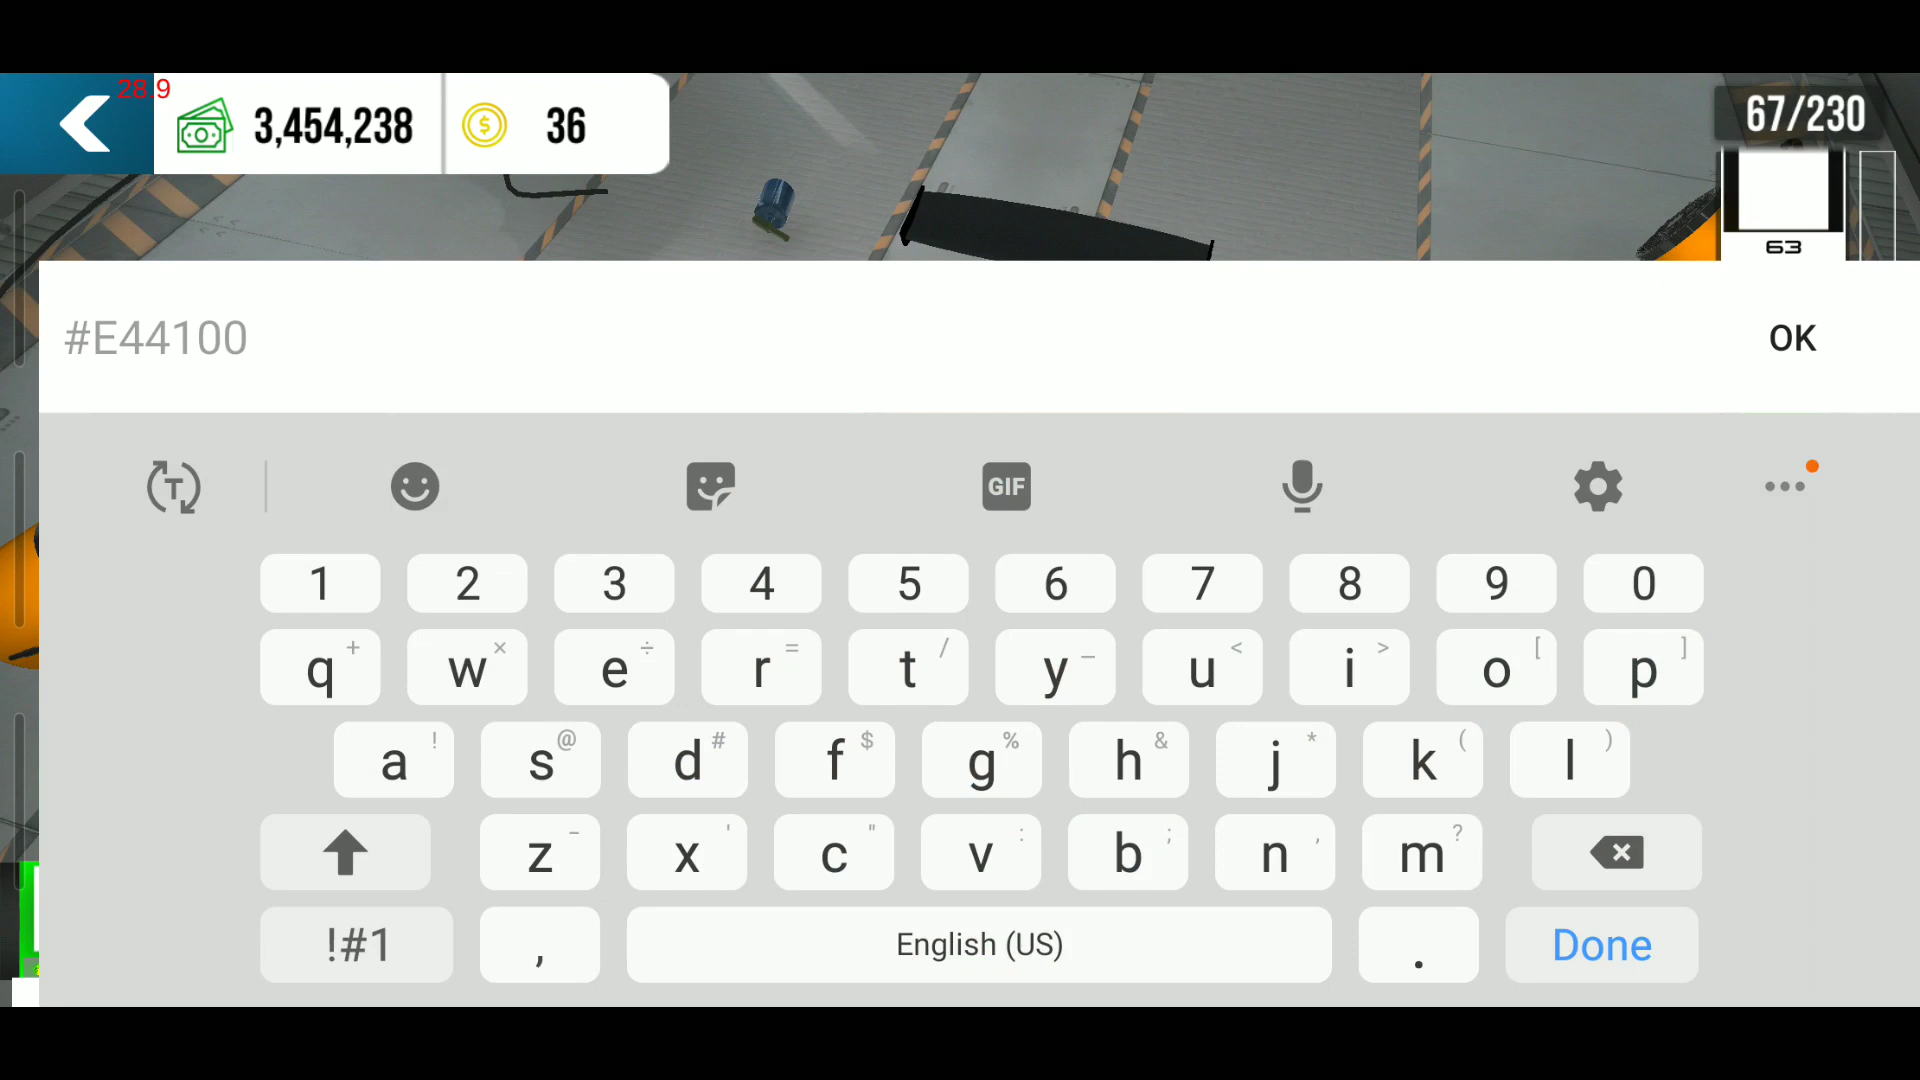 28.9
3,454,238
36
67/230
63
#E44100
OK
T
GIF
1 2 3 4 5 6 7 8 9 0
q + w × e ÷ r = t / y _ u < i > o [ p ]
a ! s @ d # f $ g % h & j * k ( l )
z - x ' c " v : b ; n , m ?
!#1 , English (US) . Done